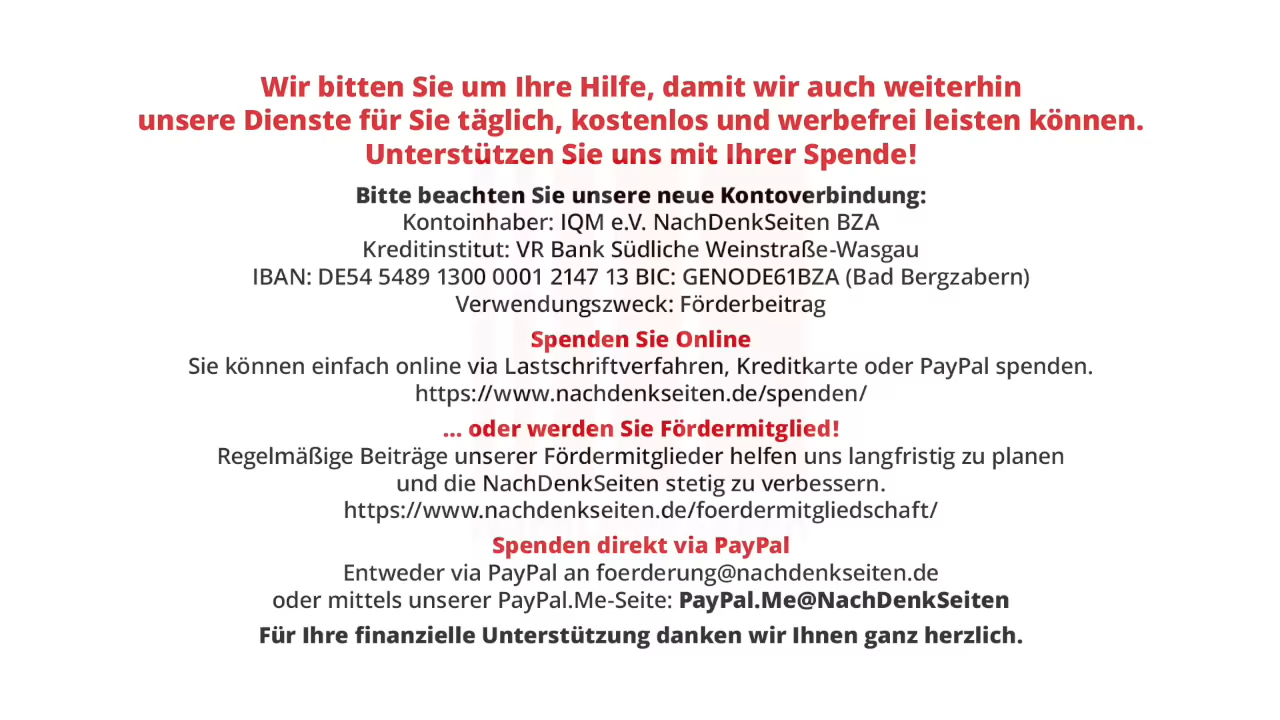 Wir bitten Sie um Ihre Hilfe, damit wir auch weiterhin
unsere Dienste für Sie täglich, kostenlos und werbefrei leisten können.
Unterstützen Sie uns mit Ihrer Spende!
Bitte beachten Sie unsere neue Kontoverbindung:
Kontoinhaber: IQM e.V. NachDenkSeiten BZA
Kreditinstitut: VR Bank Südliche Weinstraße-Wasgau
IBAN: DE54 5489 1300 0001 2147 13 BIC: GENODE61BZA (Bad Bergzabern)
Verwendungszweck: Förderbeitrag
Spenden Sie Online
Sie können einfach online via Lastschriftverfahren, Kreditkarte oder PayPal spenden.
https://www.nachdenkseiten.de/spenden/
... oder werden Sie Fördermitglied!
Regelmäßige Beiträge unserer Fördermitglieder helfen uns langfristig zu planen
und die NachDenkSeiten stetig zu verbessern.
https://www.nachdenkseiten.de/foerdermitgliedschaft/
Spenden direkt via PayPal
Entweder via PayPal an foerderung@nachdenkseiten.de
oder mittels unserer PayPal.Me-Seite: PayPal.Me@NachDenkSeiten
Für Ihre finanzielle Unterstützung danken wir Ihnen ganz herzlich.